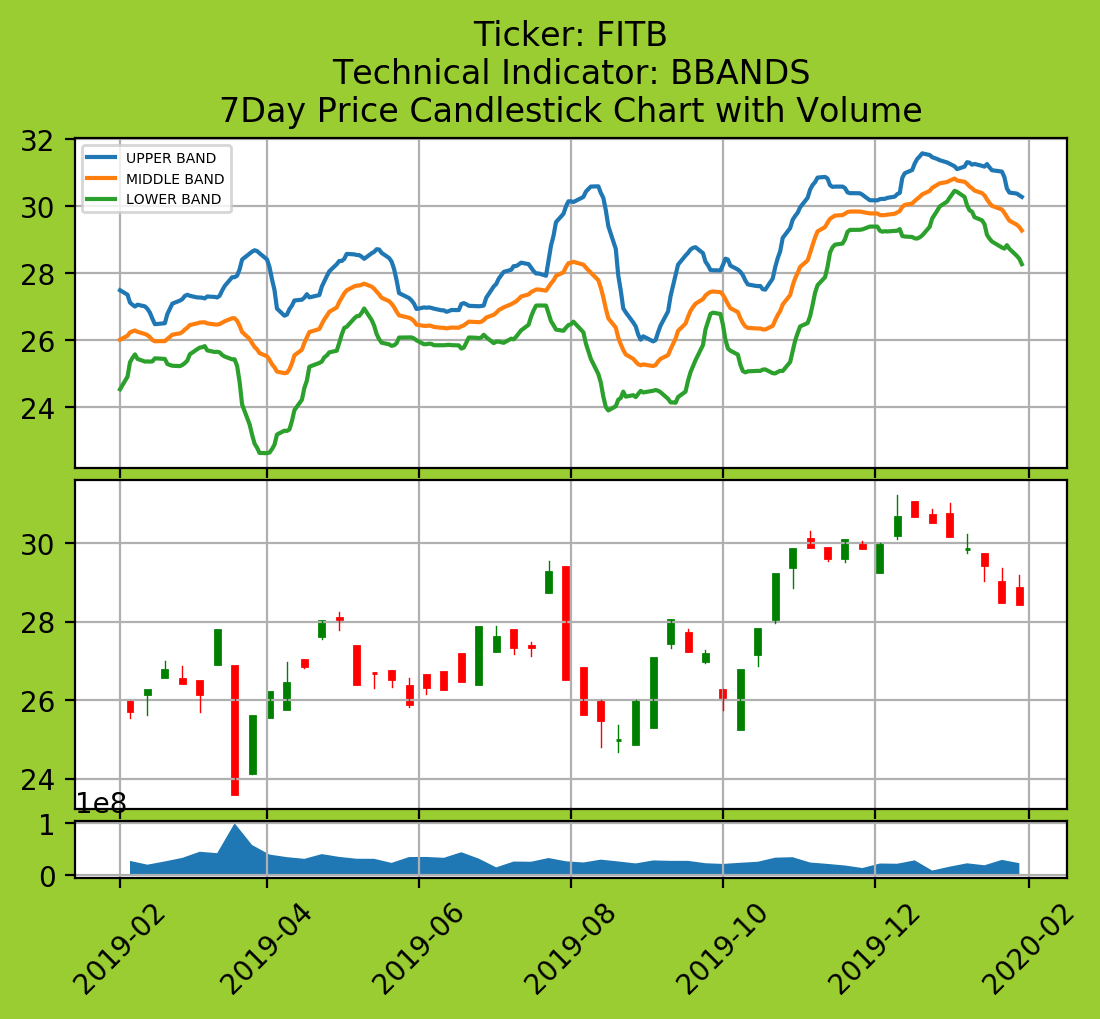 Ticker: FITB
Technical Indicator: BBANDS
7Day Price Candlestick Chart with Volume
32
30
28
26
24
UPPER BAND
MIDDLE BAND
LOWER BAND
30
28
26
24
1e8
1
0
2019-02
2019-04
2019-06
2019-08
2019-10
2019-12
2020-02